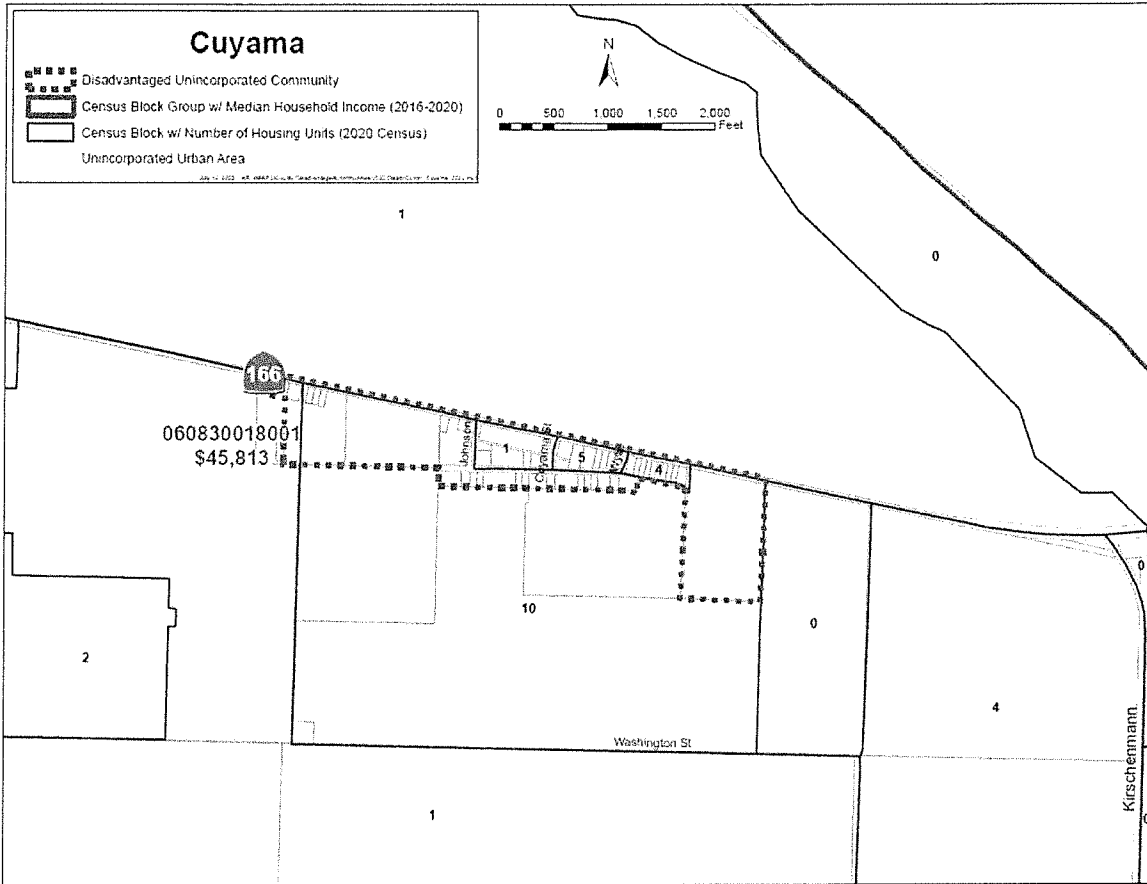 Cuyama
Disadvantaged Unincorporated Community
Census Block Group w/ Median Household Income (2016-2020)
Census Block w/ Number of Housing Units (2020 Census)
Unincorporated Urban Area
N
0 500 1,000 1,500 2,000
Feet
1
0
166
060830018001
$45,813
Johnson
1
Cuyama St
5
4
0
10
0
2
4
Washington St
Kirschenmann
1
0